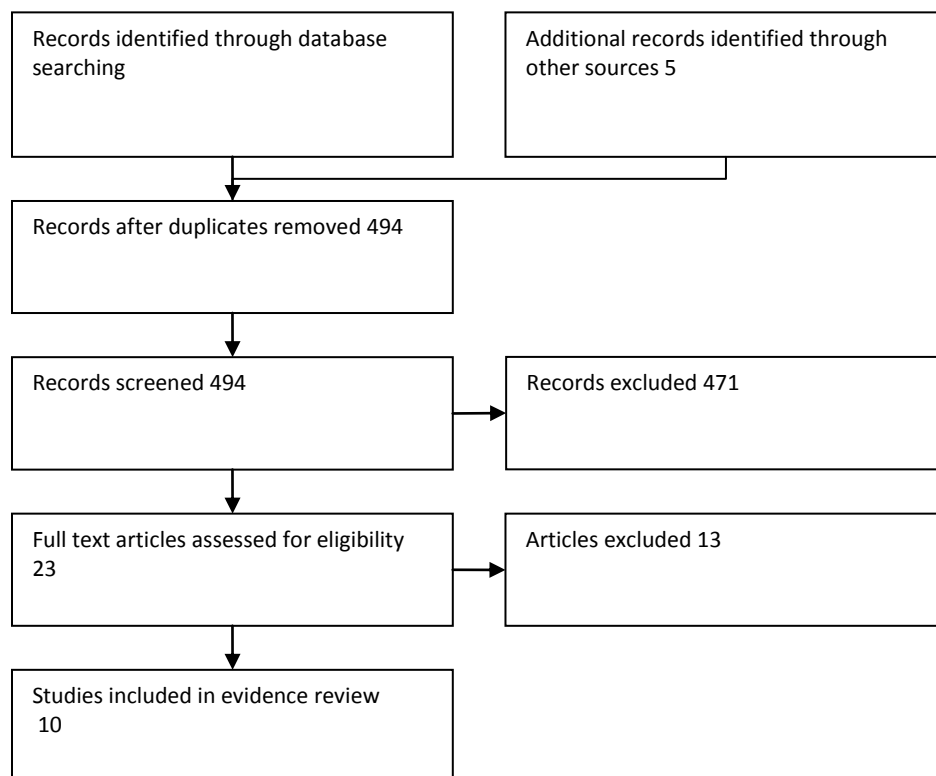 Records identified through database
searching
Additional records identified through
other sources 5
Records after duplicates removed 494
Records screened 494
Records excluded 471
Full text articles assessed for eligibility
23
Articles excluded 13
Studies included in evidence review
10